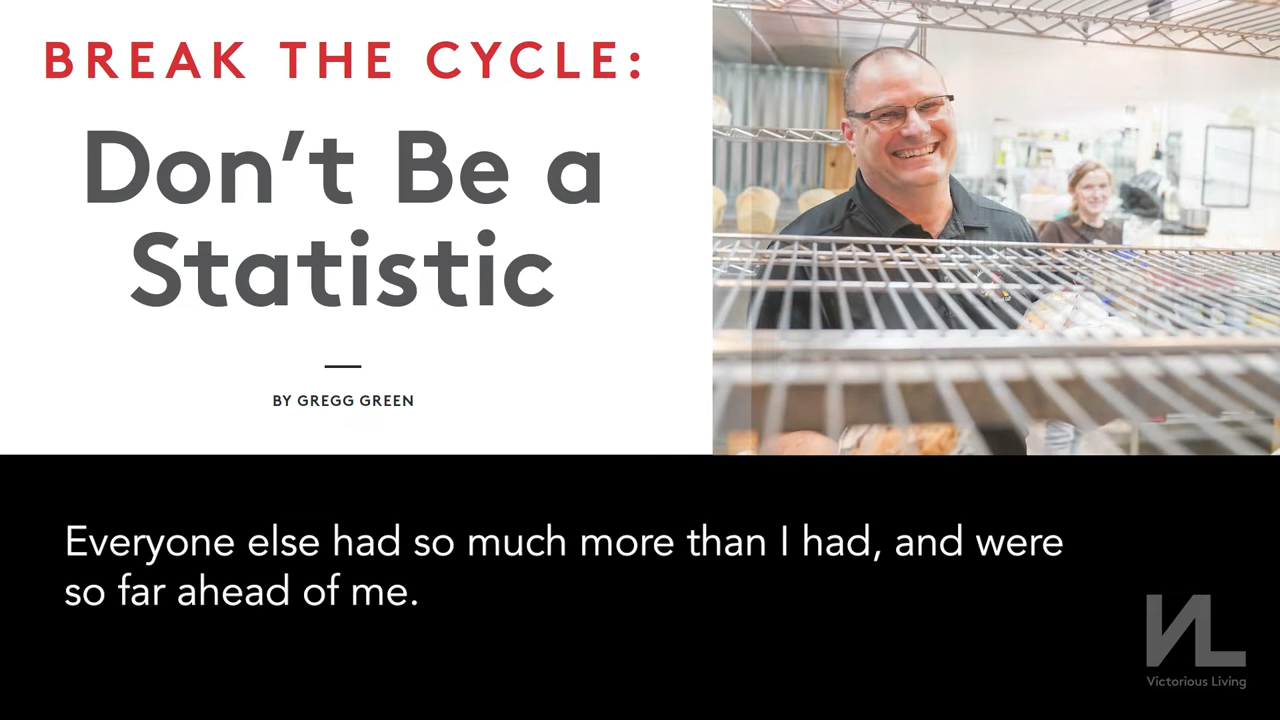 BREAK THE CYCLE:
Don’t Be a
Statistic
BY GREGG GREEN
Everyone else had so much more than I had, and were
so far ahead of me.
VL
Victorious Living